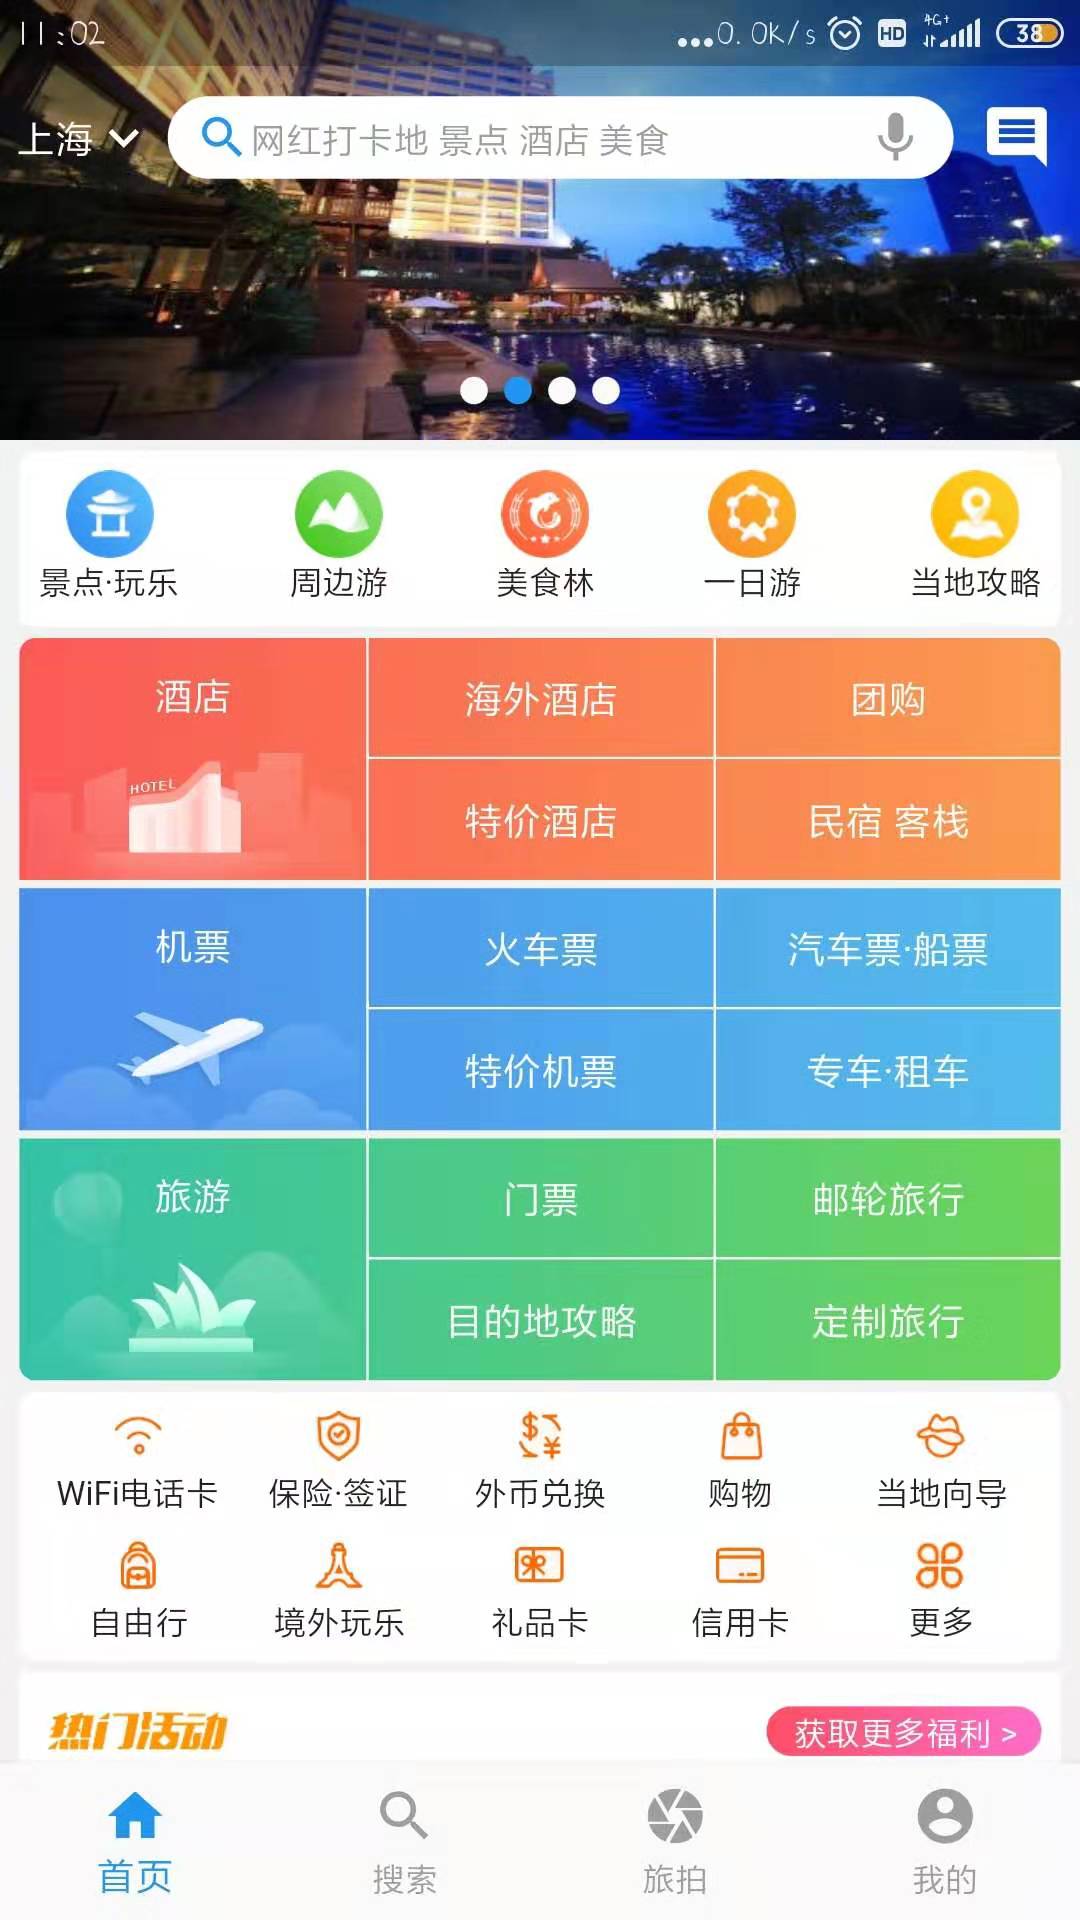 11:02
...0.0K/s HD 4G+ 38
上海
网红打卡地 景点 酒店 美食
景点·玩乐 周边游 美食林 一日游 当地攻略
酒店 海外酒店 团购
HOTEL
特价酒店 民宿 客栈
机票 火车票 汽车票·船票
特价机票 专车·租车
旅游 门票 邮轮旅行
目的地攻略 定制旅行
WiFi电话卡 保险·签证 外币兑换 购物 当地向导
自由行 境外玩乐 礼品卡 信用卡 更多
热门活动 获取更多福利 >
首页 搜索 旅拍 我的